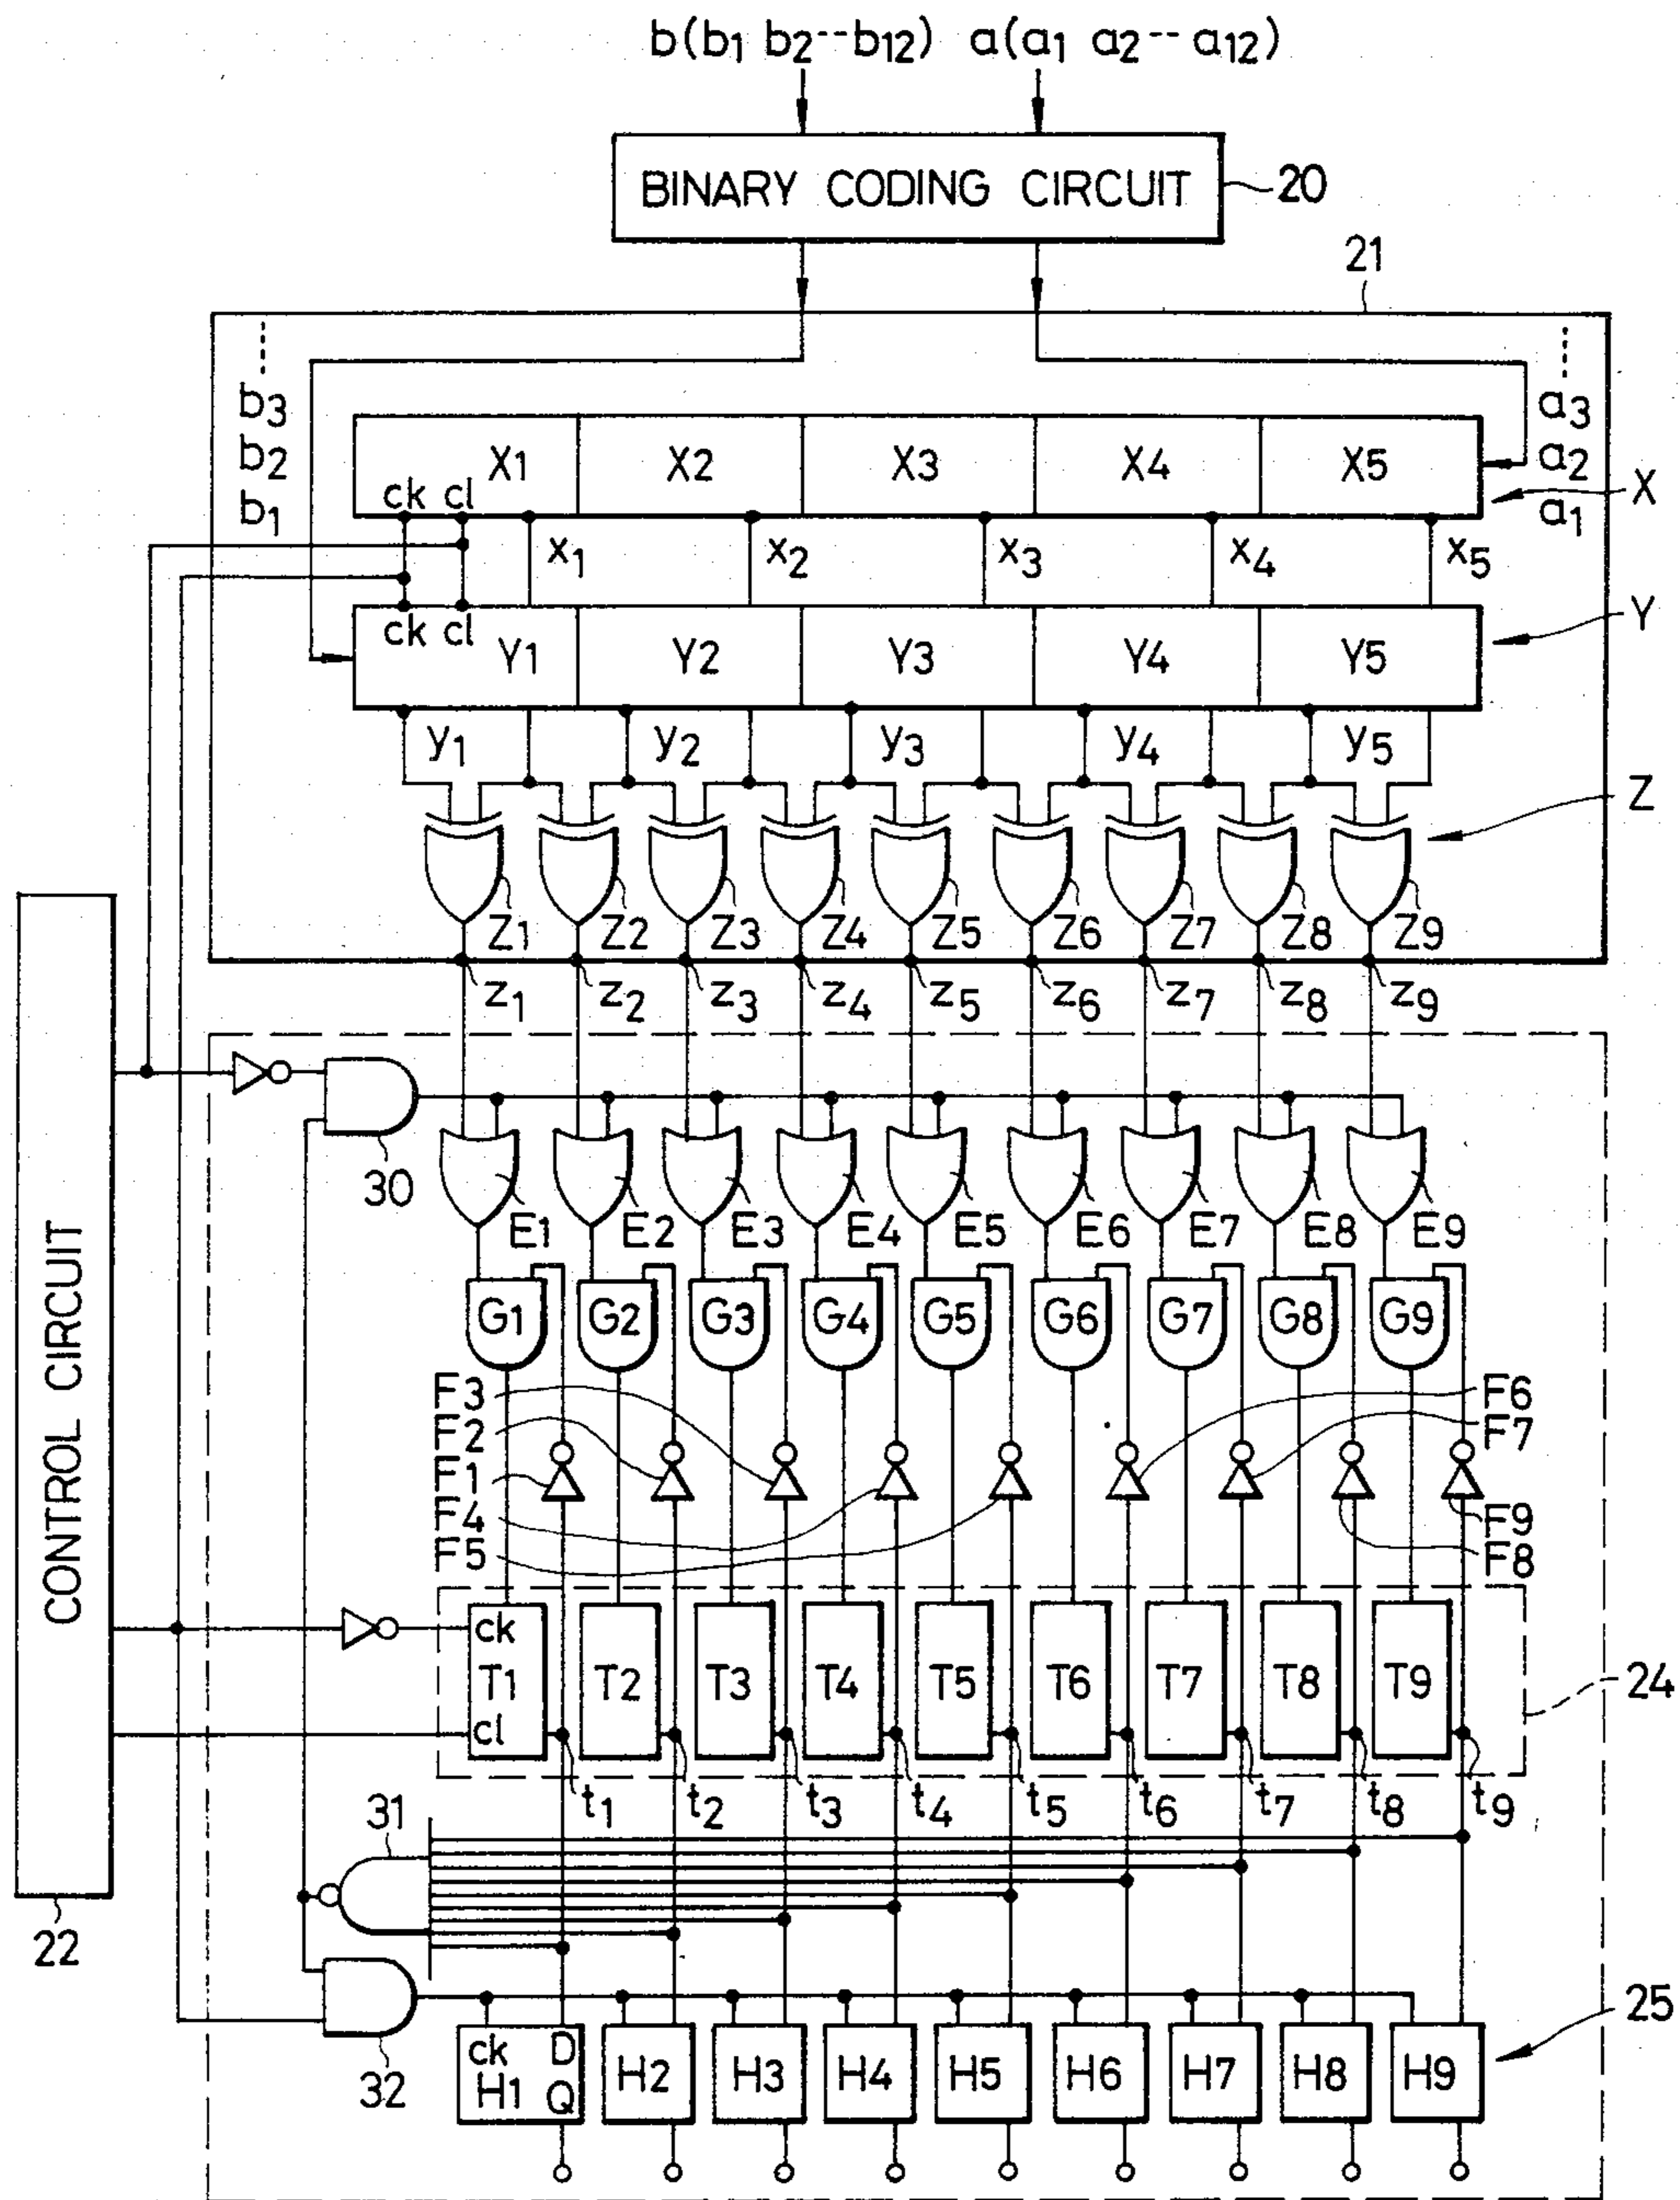 b(b1 b2--b12) a(a1 a2--a12)
BINARY CODING CIRCUIT
20
21
b3
b2
b1
a3
a2
a1
X1 X2 X3 X4 X5
ck cl
X
x1 x2 x3 x4 x5
ck cl
Y1 Y2 Y3 Y4 Y5
Y
y1 y2 y3 y4 y5
Z
Z1 Z2 Z3 Z4 Z5 Z6 Z7 Z8 Z9
z1 z2 z3 z4 z5 z6 z7 z8 z9
30
E1 E2 E3 E4 E5 E6 E7 E8 E9
G1 G2 G3 G4 G5 G6 G7 G8 G9
CONTROL CIRCUIT
F3
F2
F1
F4
F5
F6
F7
F9
F8
ck
T1 T2 T3 T4 T5 T6 T7 T8 T9
cl
24
t1 t2 t3 t4 t5 t6 t7 t8 t9
31
22
32
25
ck D
H1 Q
H2 H3 H4 H5 H6 H7 H8 H9